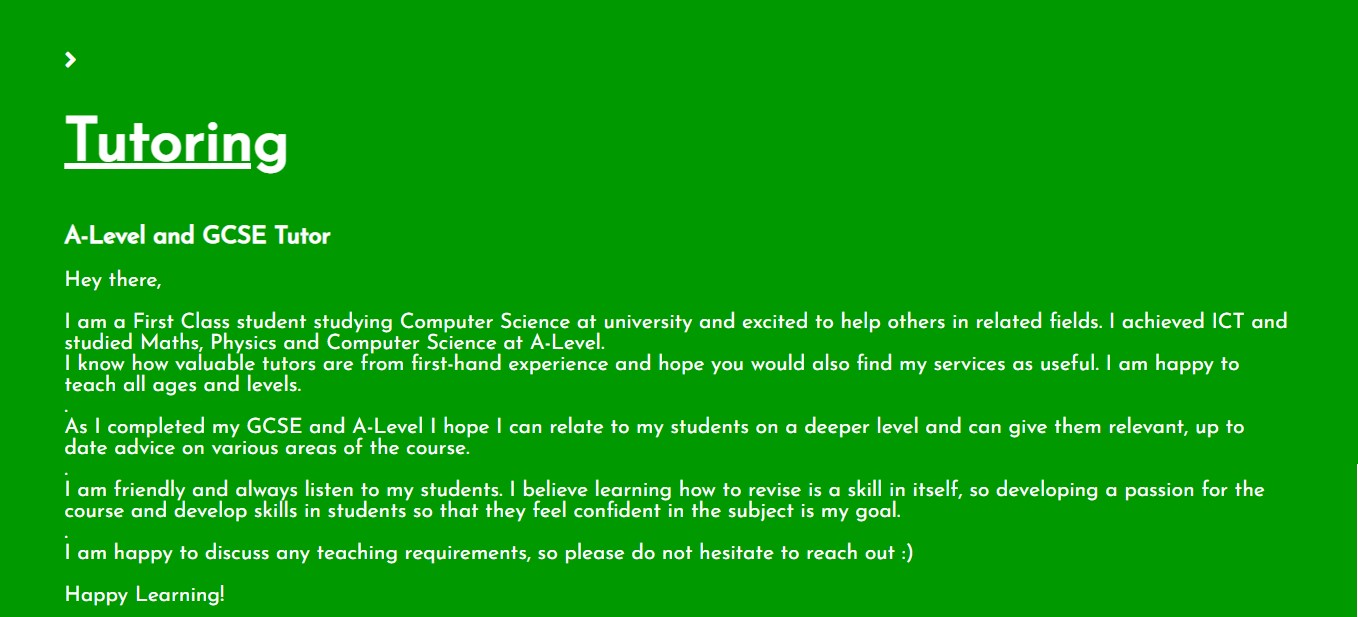 Tutoring
A-Level and GCSE Tutor
Hey there,
I am a First Class student studying Computer Science at university and excited to help others in related fields. I achieved ICT and
studied Maths, Physics and Computer Science at A-Level.
I know how valuable tutors are from first-hand experience and hope you would also find my services as useful. I am happy to
teach all ages and levels.
.
As I completed my GCSE and A-Level I hope I can relate to my students on a deeper level and can give them relevant, up to
date advice on various areas of the course.
.
I am friendly and always listen to my students. I believe learning how to revise is a skill in itself, so developing a passion for the
course and develop skills in students so that they feel confident in the subject is my goal.
.
I am happy to discuss any teaching requirements, so please do not hesitate to reach out :)
Happy Learning!